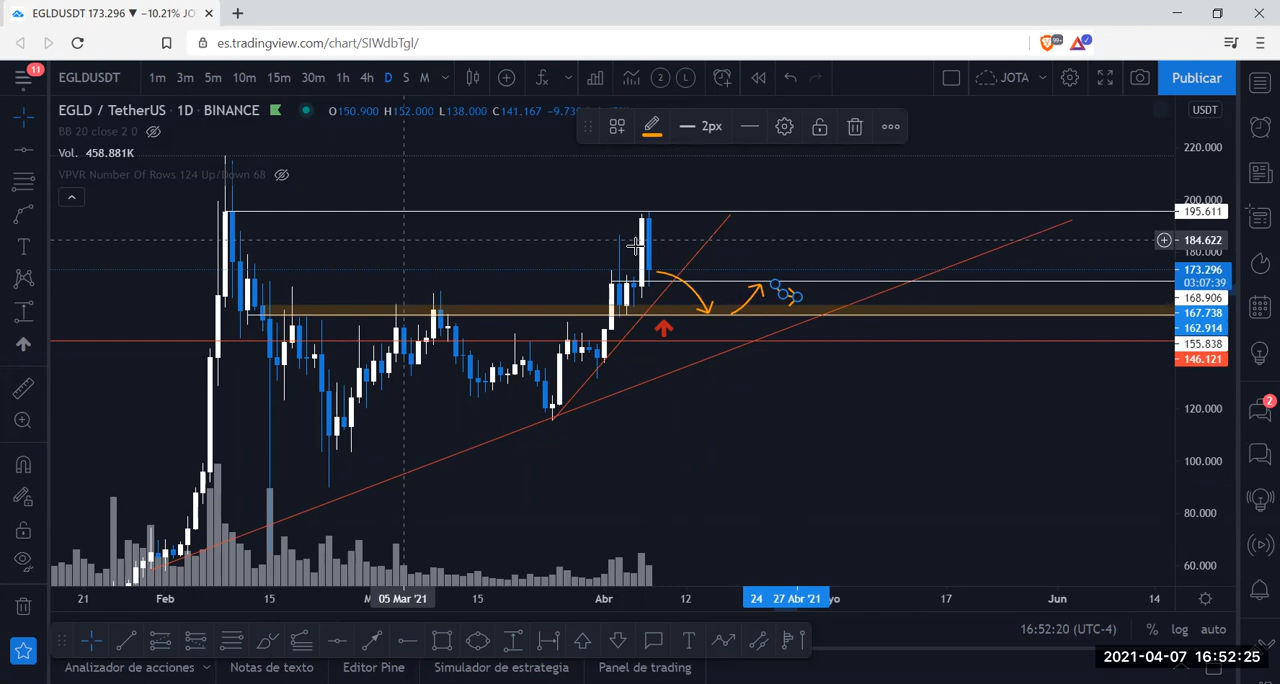 EGLDUSDT 173.296 ▼ −10.21% JO
es.tradingview.com/chart/SIWdbTgl/
99+
11
EGLDUSDT 1m 3m 5m 10m 15m 30m 1h 4h D S M 2 L JOTA Publicar
EGLD / TetherUS · 1D · BINANCE O150.900 H152.000 L138.000 C141.167
USDT
2px
BB 20 close 2 0
Vol. 458.881K
VPVR Number Of Rows 124 Up/Down 68
220.000
200.000
195.611
184.622
180.000
173.296
03:07:39
168.906
167.738
162.914
155.838
146.121
120.000
100.000
80.000
60.000
2
21 Feb 15 05 Mar '21 15 Abr 12 24 27 Abr '21 yo 17 Jun 14
16:52:20 (UTC-4) % log auto
2021-04-07 16:52:25
Analizador de acciones Notas de texto Editor Pine Simulador de estrategia Panel de trading